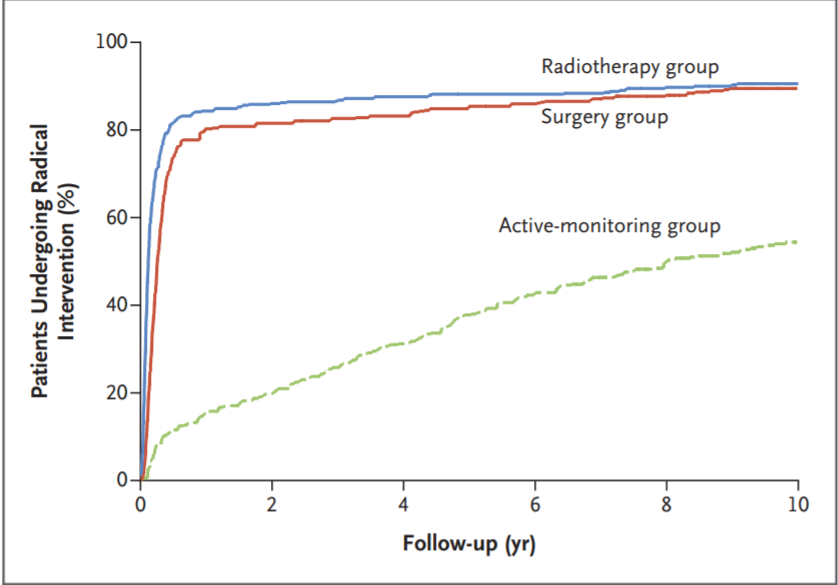 100
80
60
40
20
0
Patients Undergoing Radical
Intervention (%)
Radiotherapy group
Surgery group
Active-monitoring group
0 2 4 6 8 10
Follow-up (yr)